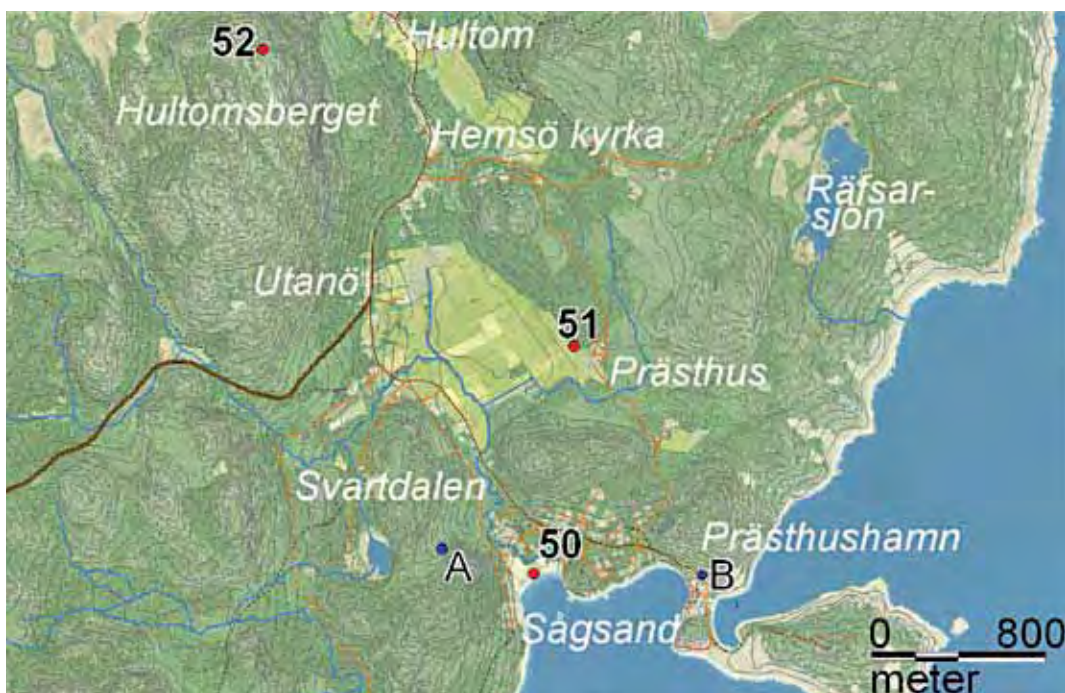 Hultom
52
Hultomsberget
Hemsö kyrka
Räfsar-
sjön
Utanö
51
Prästhus
Svartdalen
50
Prästhushamn
A
B
Sågsand
0 800
meter